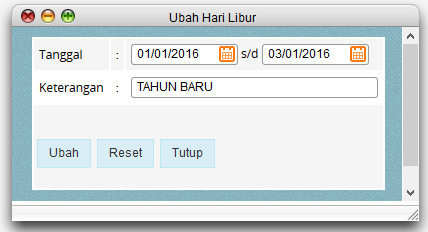 Ubah Hari Libur
Tanggal : 01/01/2016 s/d 03/01/2016
Keterangan : TAHUN BARU
Ubah Reset Tutup